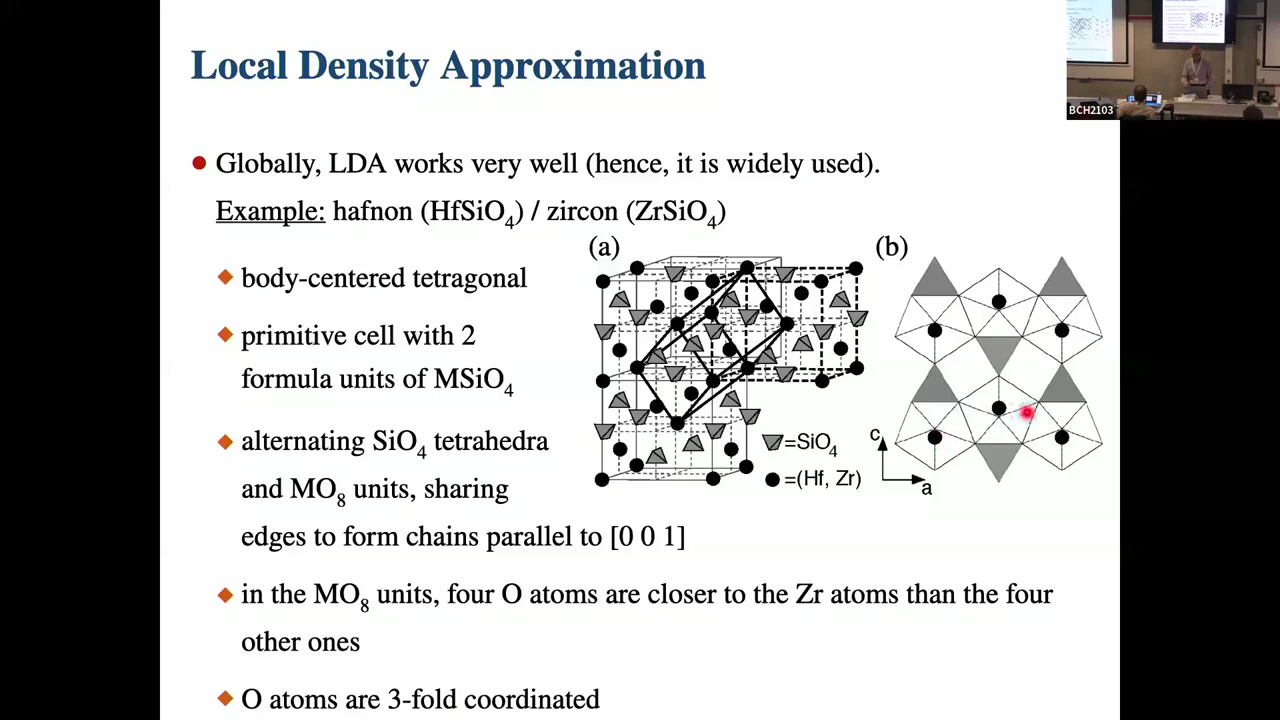 Local Density Approximation
BCH2103
Globally, LDA works very well (hence, it is widely used).
Example: hafnon (HfSiO4) / zircon (ZrSiO4)
(a)
(b)
body-centered tetragonal
primitive cell with 2
formula units of MSiO4
alternating SiO4 tetrahedra
and MO8 units, sharing
edges to form chains parallel to [0 0 1]
=SiO4
=(Hf, Zr)
c
a
in the MO8 units, four O atoms are closer to the Zr atoms than the four
other ones
O atoms are 3-fold coordinated